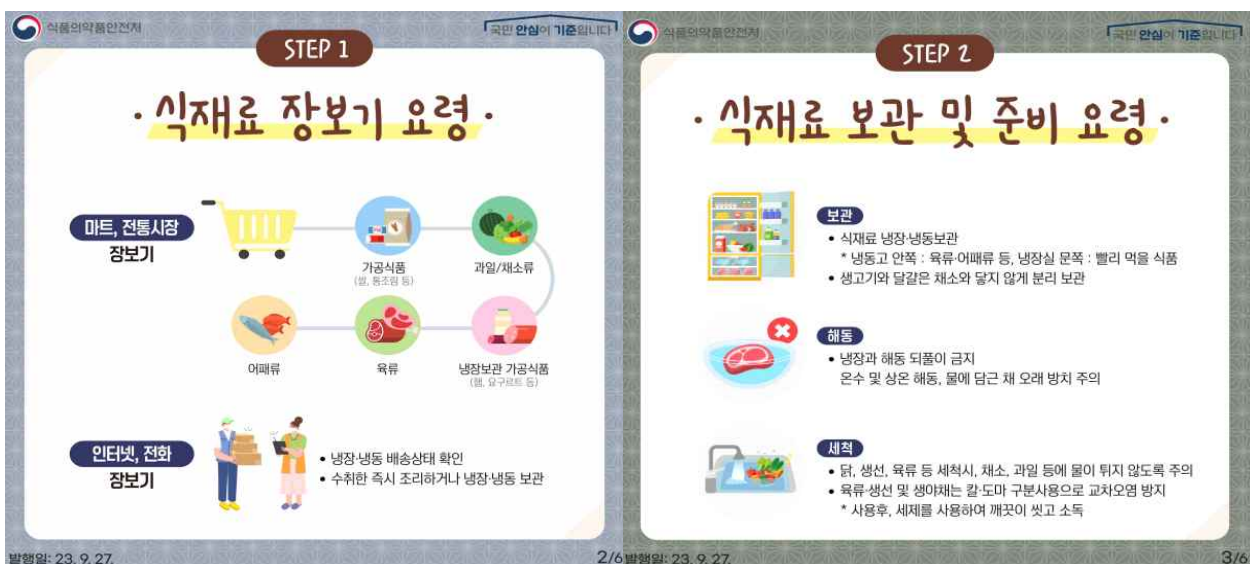 식품의약품안전처
국민 안심이 기준입니다
STEP 1
· 식재료 장보기 요령 ·
마트, 전통시장
장보기
가공식품
(쌀, 통조림 등)
과일/채소류
어패류
육류
냉장보관 가공식품
(햄, 요구르트 등)
인터넷, 전화
장보기
• 냉장·냉동 배송상태 확인
• 수취한 즉시 조리하거나 냉장·냉동 보관
발행일: 23. 9. 27.
2/6
식품의약품안전처
국민 안심이 기준입니다
STEP 2
· 식재료 보관 및 준비 요령 ·
보관
• 식재료 냉장·냉동보관
* 냉동고 안쪽 : 육류·어패류 등, 냉장실 문쪽 : 빨리 먹을 식품
• 생고기와 달걀은 채소와 닿지 않게 분리 보관
해동
• 냉장과 해동 되풀이 금지
온수 및 상온 해동, 물에 담근 채 오래 방치 주의
세척
• 닭, 생선, 육류 등 세척시, 채소, 과일 등에 물이 튀지 않도록 주의
• 육류·생선 및 생야채는 칼·도마 구분사용으로 교차오염 방지
* 사용후, 세제를 사용하여 깨끗이 씻고 소독
발행일: 23. 9. 27.
3/6